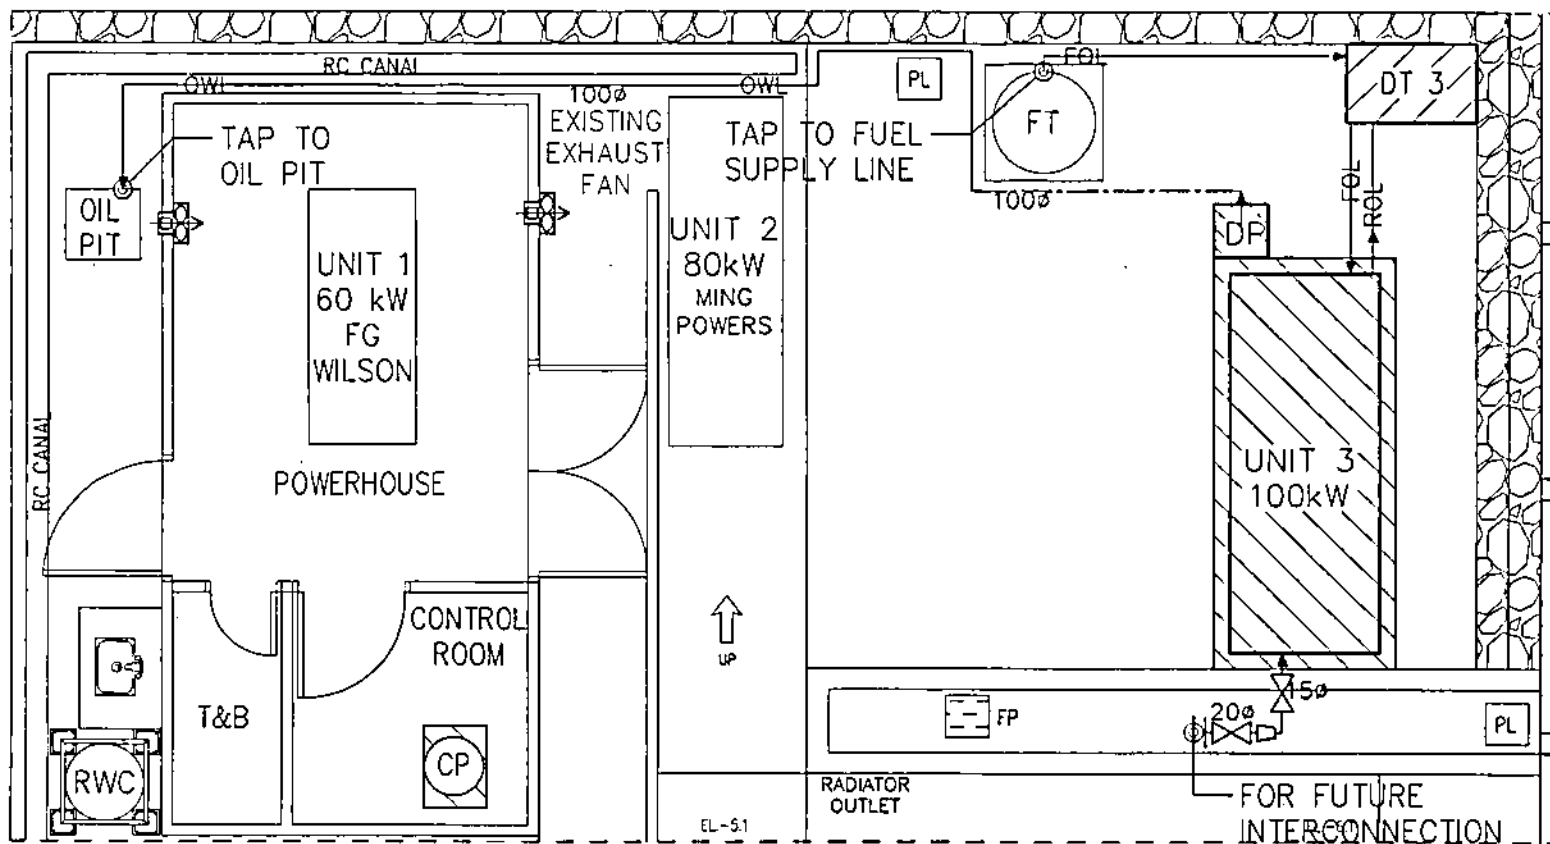 RC CANAL
OWL
100ø
EXISTING
EXHAUST
FAN
OWL
PL
FOL
FT
DT 3
TAP TO
OIL PIT
TAP TO FUEL
SUPPLY LINE
100ø
FOL
ROL
OIL
PIT
DP
UNIT 1
60 kW
FG
WILSON
UNIT 2
80kW
MING
POWERS
RC CANAL
POWERHOUSE
UNIT 3
100kW
CONTROL
ROOM
UP
T&B
CP
RWC
FP
15ø
20ø
PL
RADIATOR
OUTLET
EL-5.1
FOR FUTURE
INTERCONNECTION